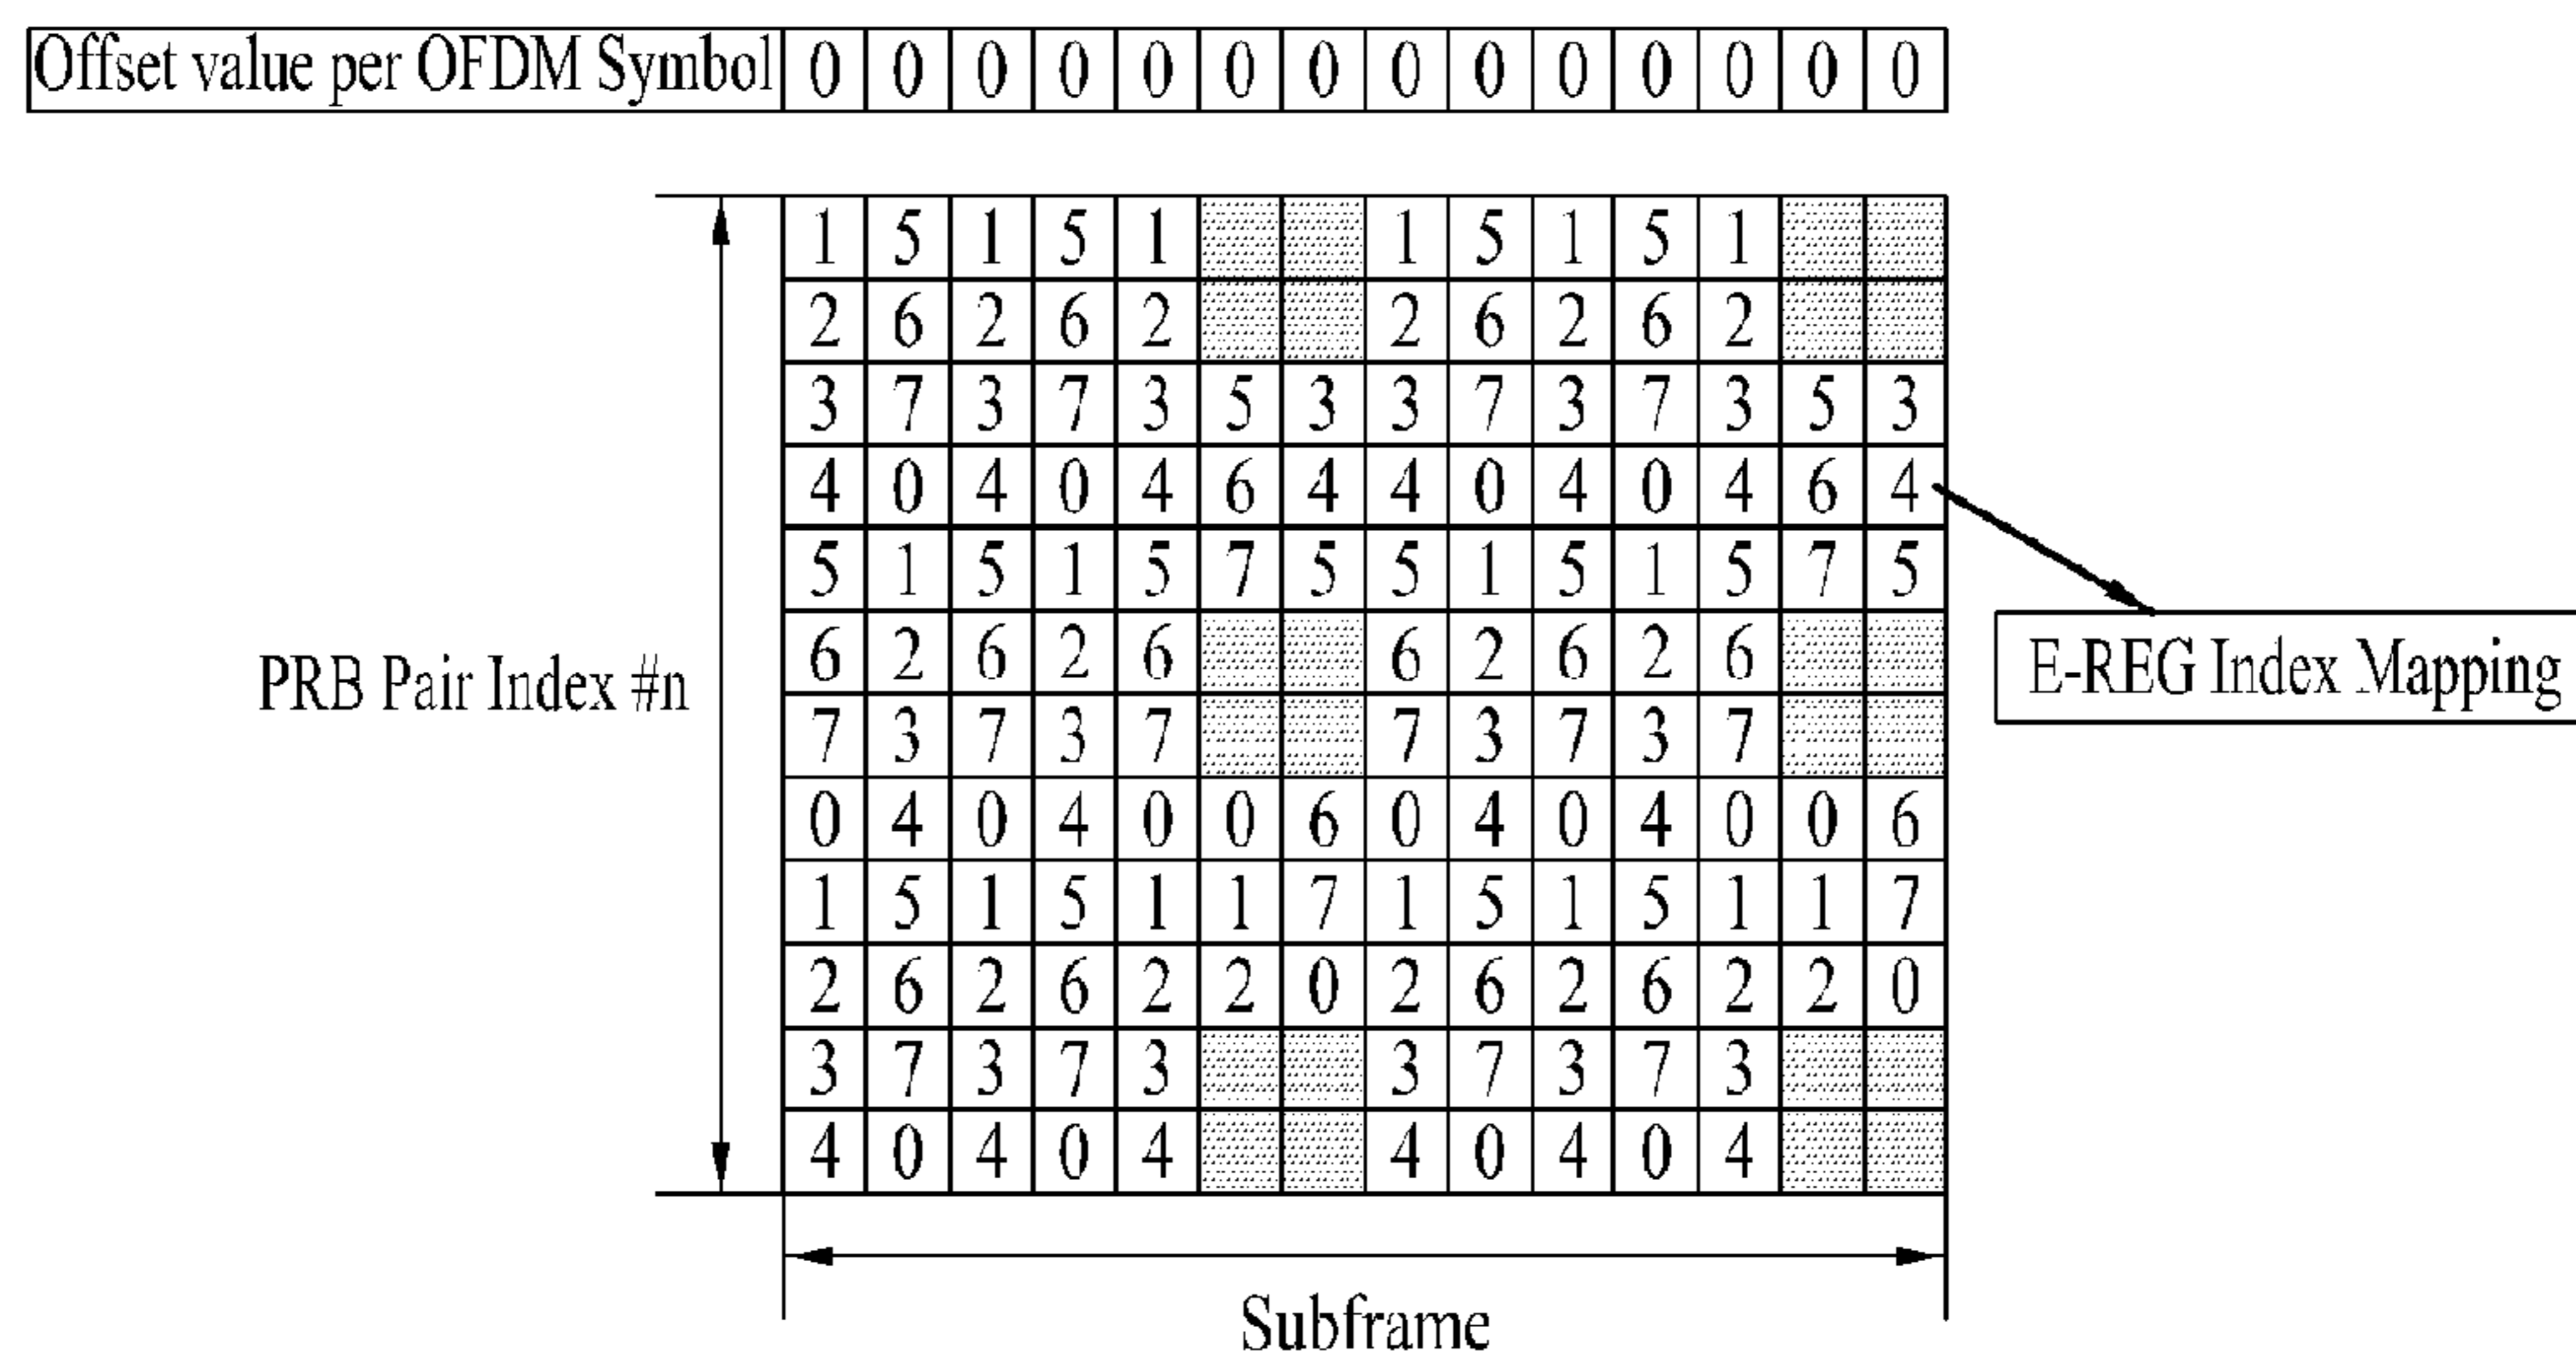 Offset value per OFDM Symbol 0 0 0 0 0 0 0 0 0 0 0 0 0 0
1 5 1 5 1 1 5 1 5 1
2 6 2 6 2 2 6 2 6 2
3 7 3 7 3 5 3 3 7 3 7 3 5 3
4 0 4 0 4 6 4 4 0 4 0 4 6 4
5 1 5 1 5 7 5 5 1 5 1 5 7 5
6 2 6 2 6 6 2 6 2 6
7 3 7 3 7 7 3 7 3 7
0 4 0 4 0 0 6 0 4 0 4 0 0 6
1 5 1 5 1 1 7 1 5 1 5 1 1 7
2 6 2 6 2 2 0 2 6 2 6 2 2 0
3 7 3 7 3 3 7 3 7 3
4 0 4 0 4 4 0 4 0 4
PRB Pair Index #n
E-REG Index Mapping
Subframe